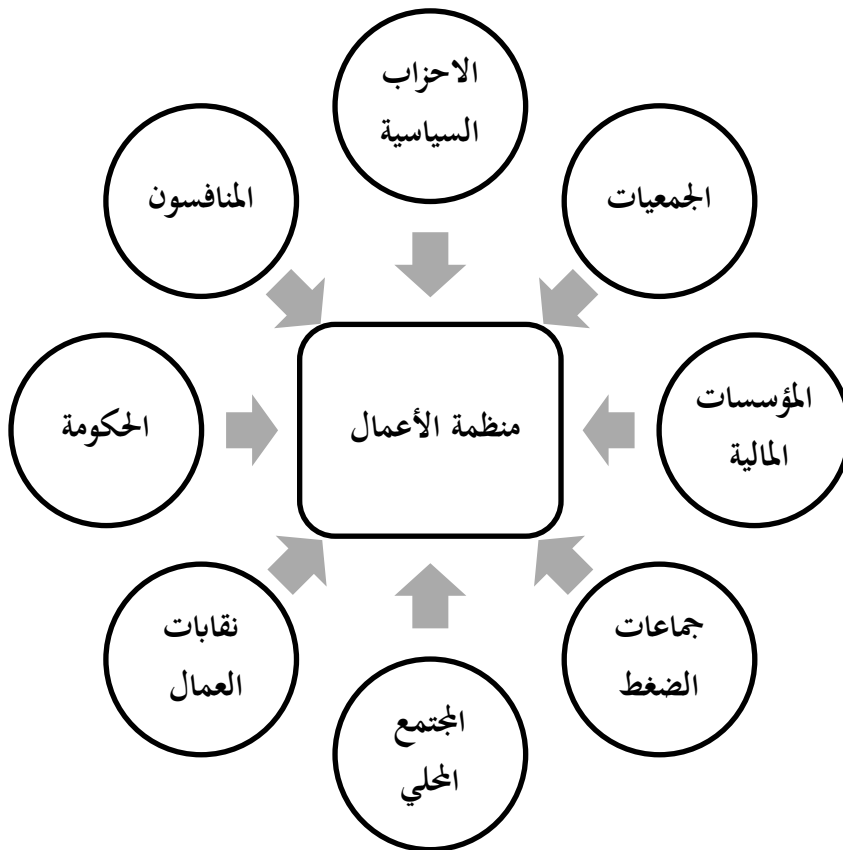 الاحزاب
السياسية
الجمعيات
المنافسون
المؤسسات
المالية
منظمة الأعمال
الحكومة
جماعات
الضغط
نقابات
العمال
المجتمع
المحلي